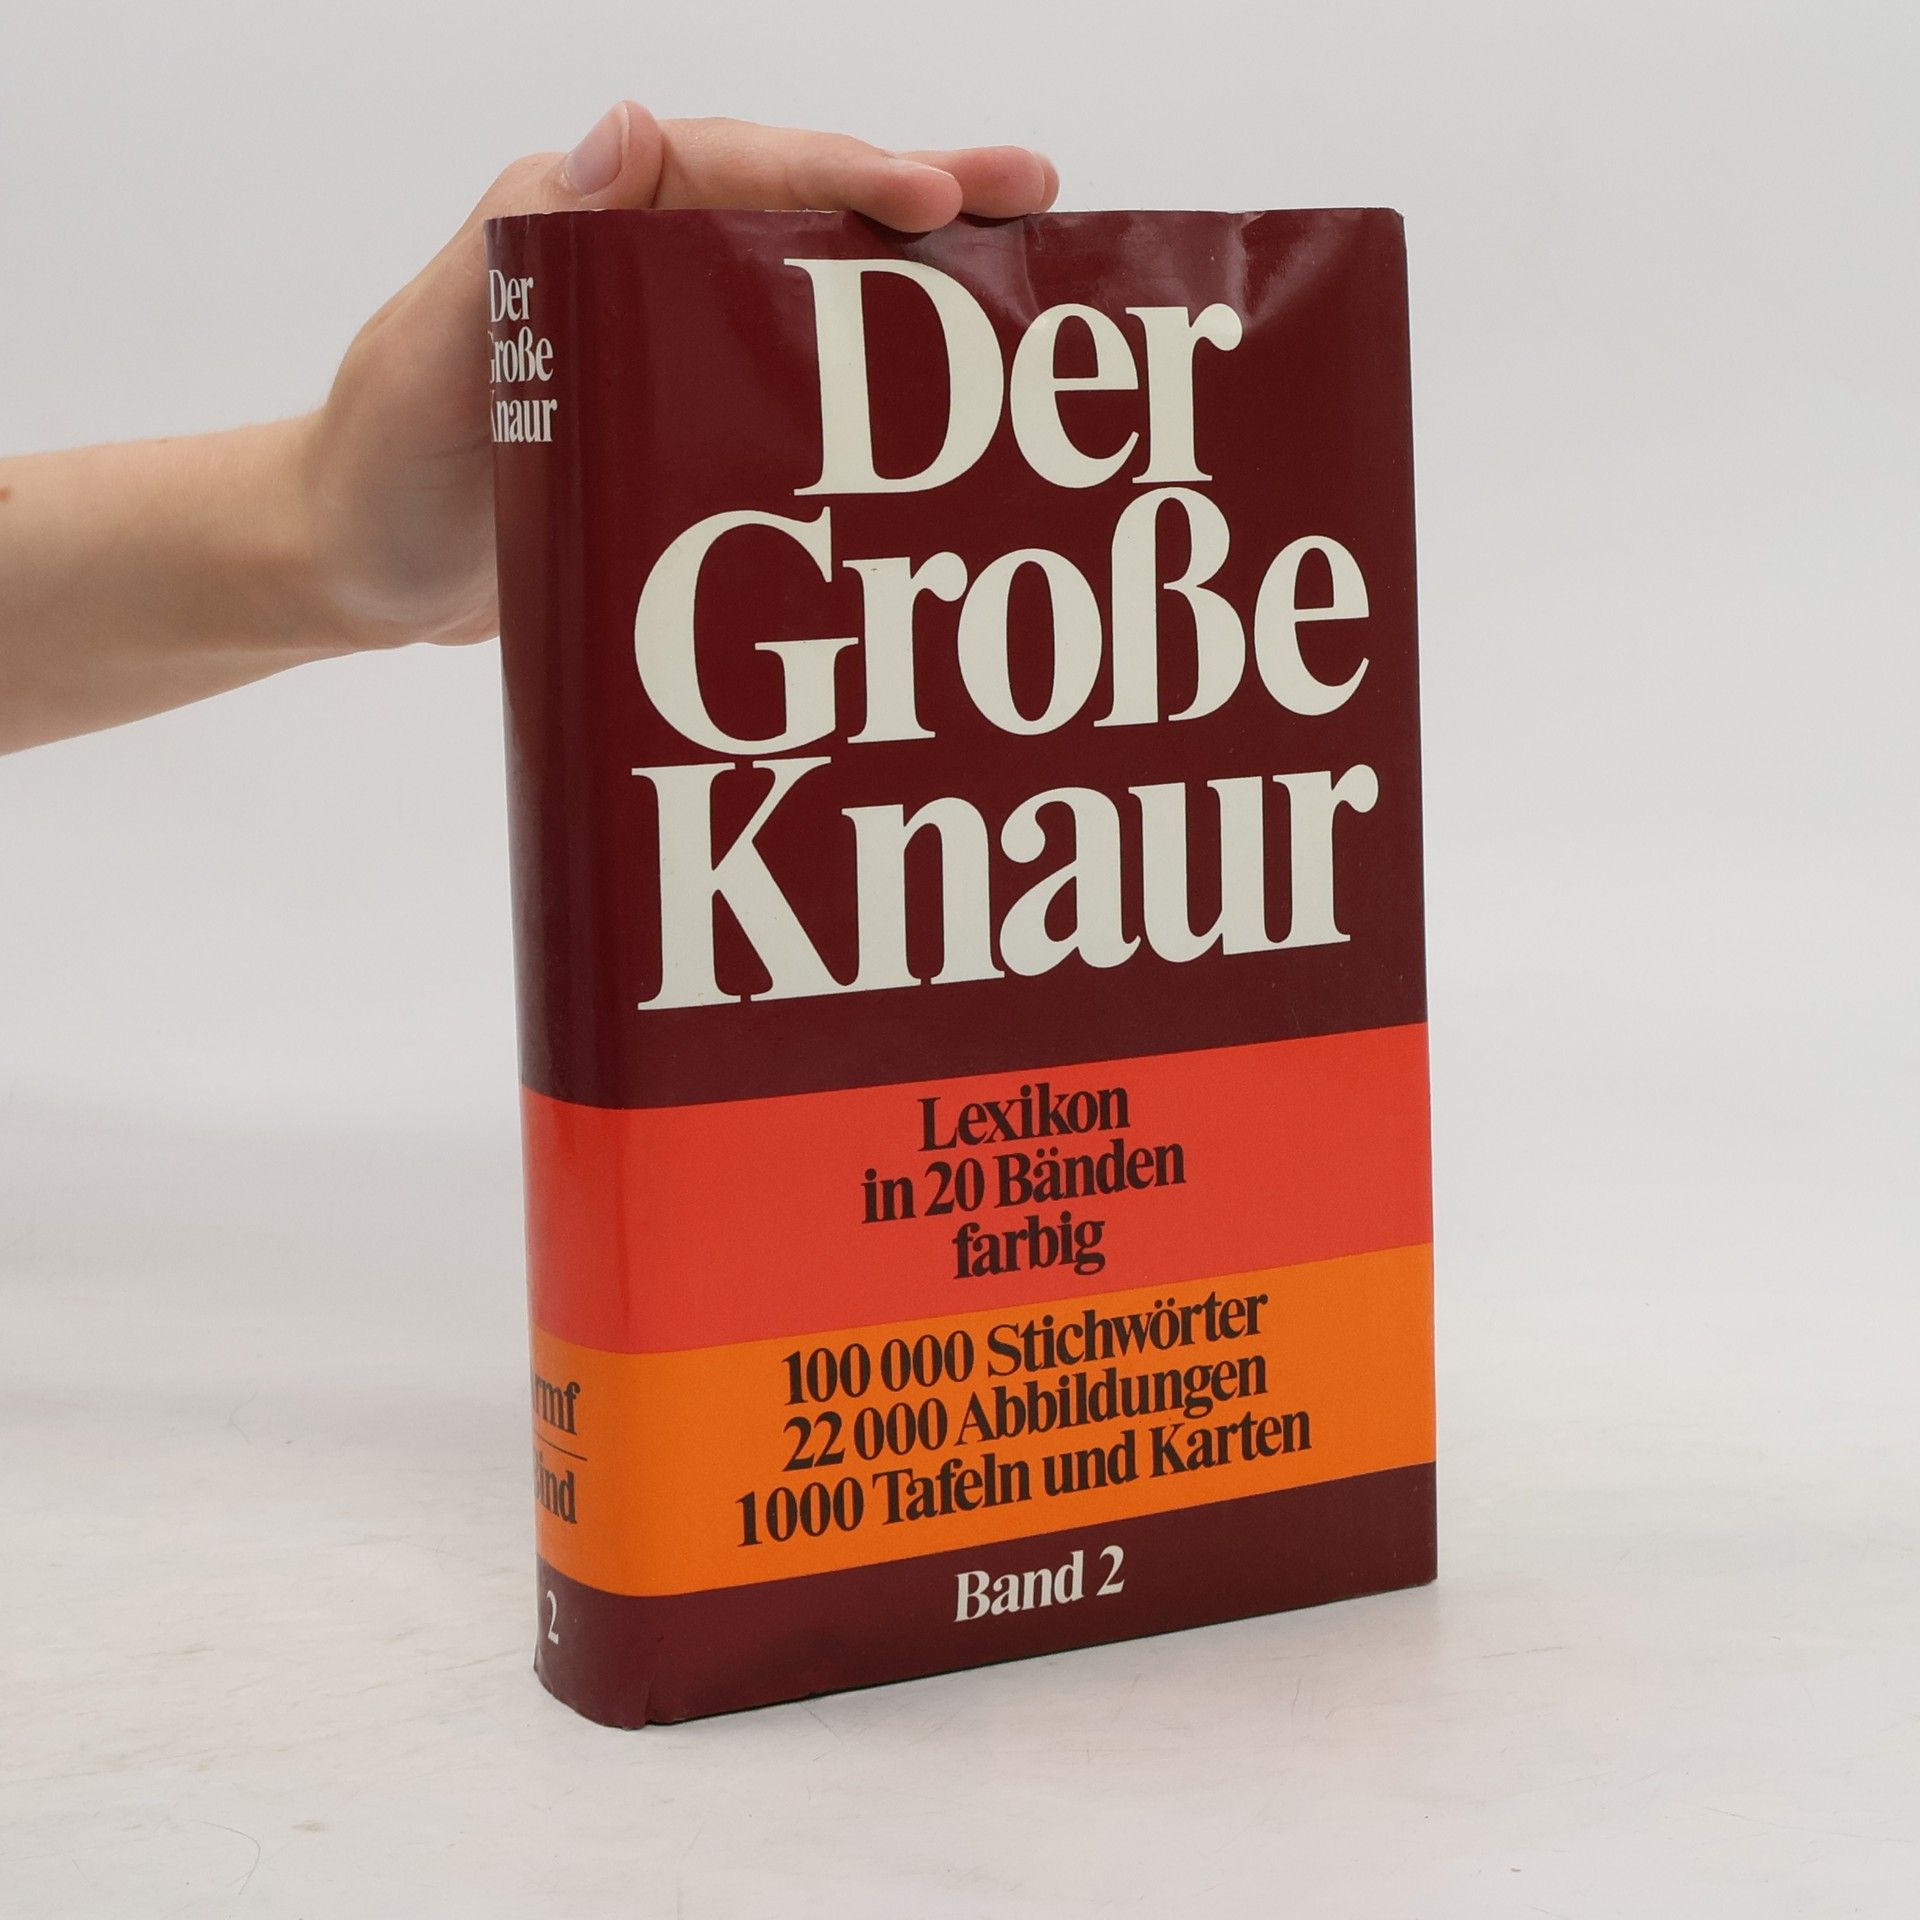 Der
Große
Knaur
Der
Große
Knaur
Lexikon
in 20 Bänden
farbig
100 000 Stichwörter
22 000 Abbildungen
1000 Tafeln und Karten
Band 2
2